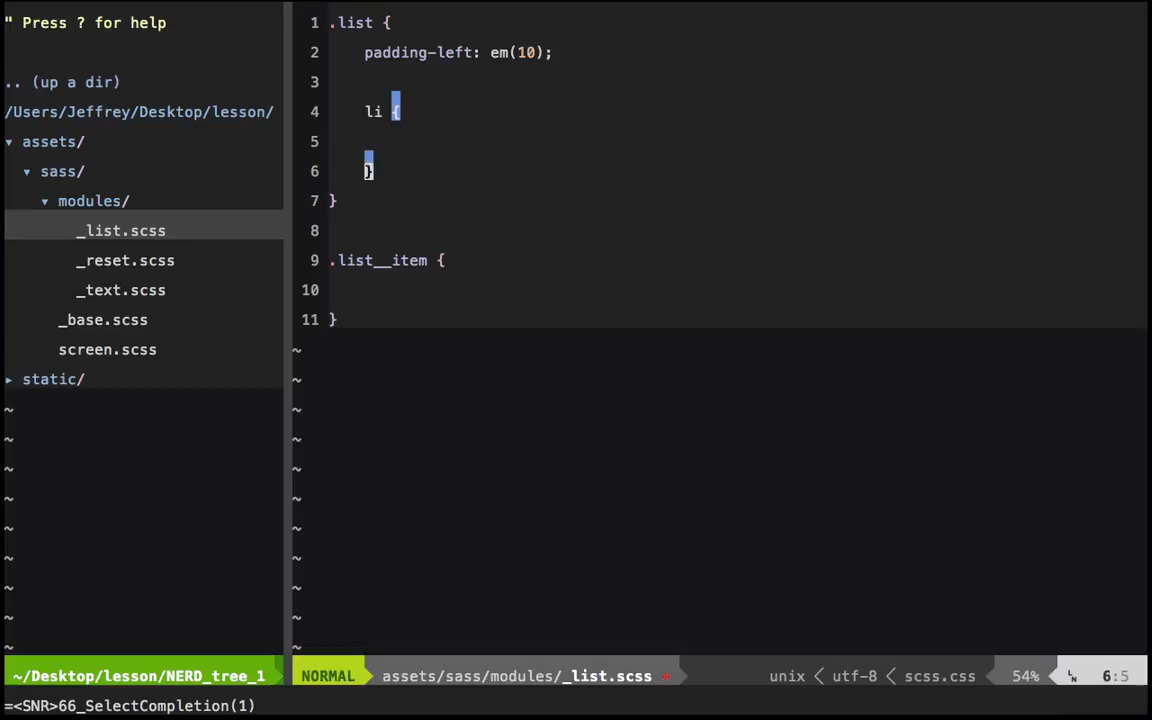 " Press ? for help
.. (up a dir)
/Users/Jeffrey/Desktop/lesson/
▾ assets/
▾ sass/
▾ modules/
_list.scss
_reset.scss
_text.scss
_base.scss
screen.scss
▸ static/
~
~
~
~
~
~
~
~
~
1 .list {
2 padding-left: em(10);
3
4 li {
5
6 }
7 }
8
9 .list__item {
10
11 }
~
~
~
~
~
~
~
~
~
~
~
~/Desktop/lesson/NERD_tree_1
NORMAL assets/sass/modules/_list.scss * unix < utf-8 < scss.css 54% ␊ 6:5
=<SNR>66_SelectCompletion(1)